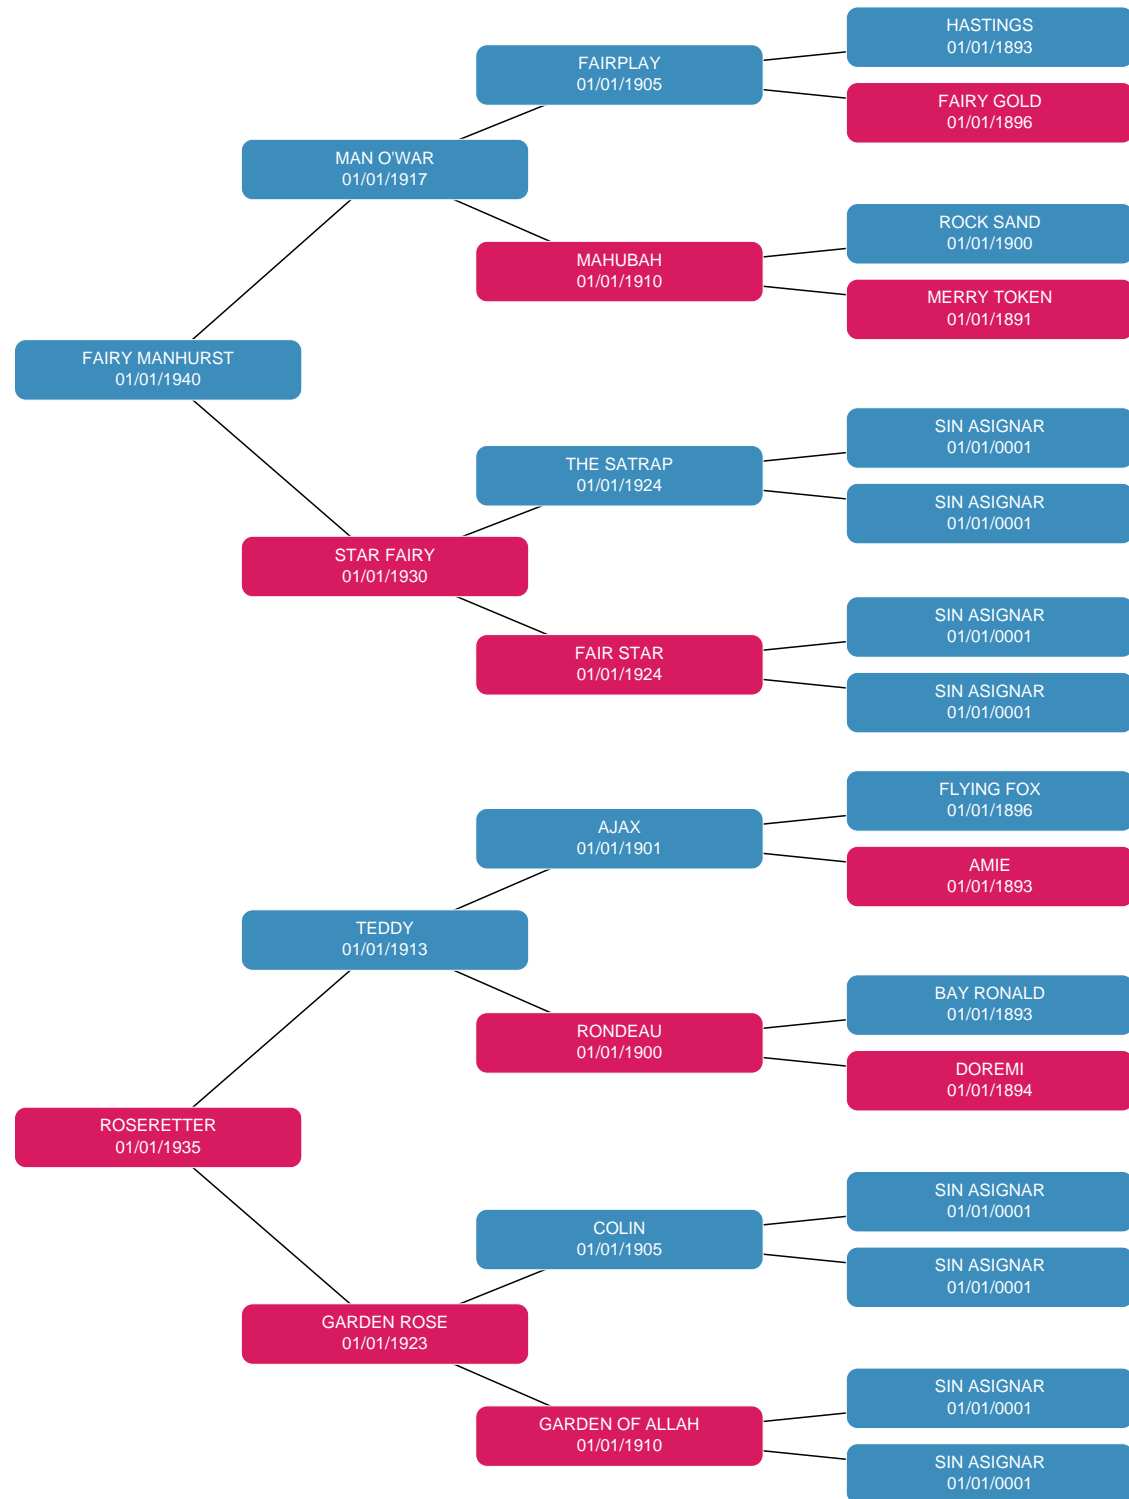 HASTINGS
01/01/1893
FAIRPLAY
01/01/1905
FAIRY GOLD
01/01/1896
MAN O'WAR
01/01/1917
ROCK SAND
01/01/1900
MAHUBAH
01/01/1910
MERRY TOKEN
01/01/1891
FAIRY MANHURST
01/01/1940
SIN ASIGNAR
01/01/0001
THE SATRAP
01/01/1924
SIN ASIGNAR
01/01/0001
STAR FAIRY
01/01/1930
SIN ASIGNAR
01/01/0001
FAIR STAR
01/01/1924
SIN ASIGNAR
01/01/0001
FLYING FOX
01/01/1896
AJAX
01/01/1901
AMIE
01/01/1893
TEDDY
01/01/1913
BAY RONALD
01/01/1893
RONDEAU
01/01/1900
DOREMI
01/01/1894
ROSERETTER
01/01/1935
SIN ASIGNAR
01/01/0001
COLIN
01/01/1905
SIN ASIGNAR
01/01/0001
GARDEN ROSE
01/01/1923
SIN ASIGNAR
01/01/0001
GARDEN OF ALLAH
01/01/1910
SIN ASIGNAR
01/01/0001